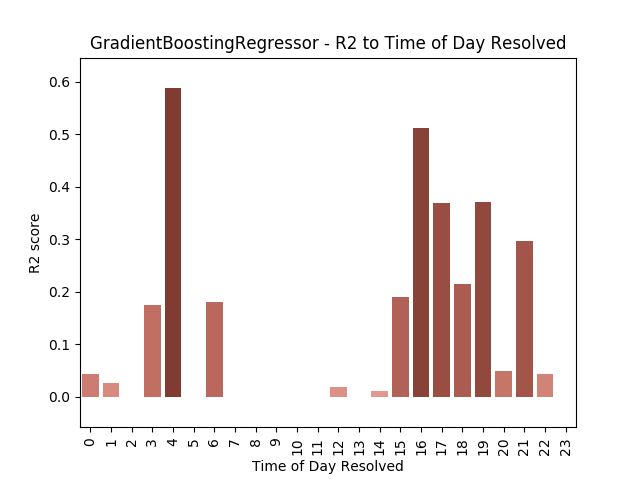 GradientBoostingRegressor - R2 to Time of Day Resolved
R2 score
0.6
0.5
0.4
0.3
0.2
0.1
0.0
0 1 2 3 4 5 6 7 8 9 10 11 12 13 14 15 16 17 18 19 20 21 22 23
Time of Day Resolved